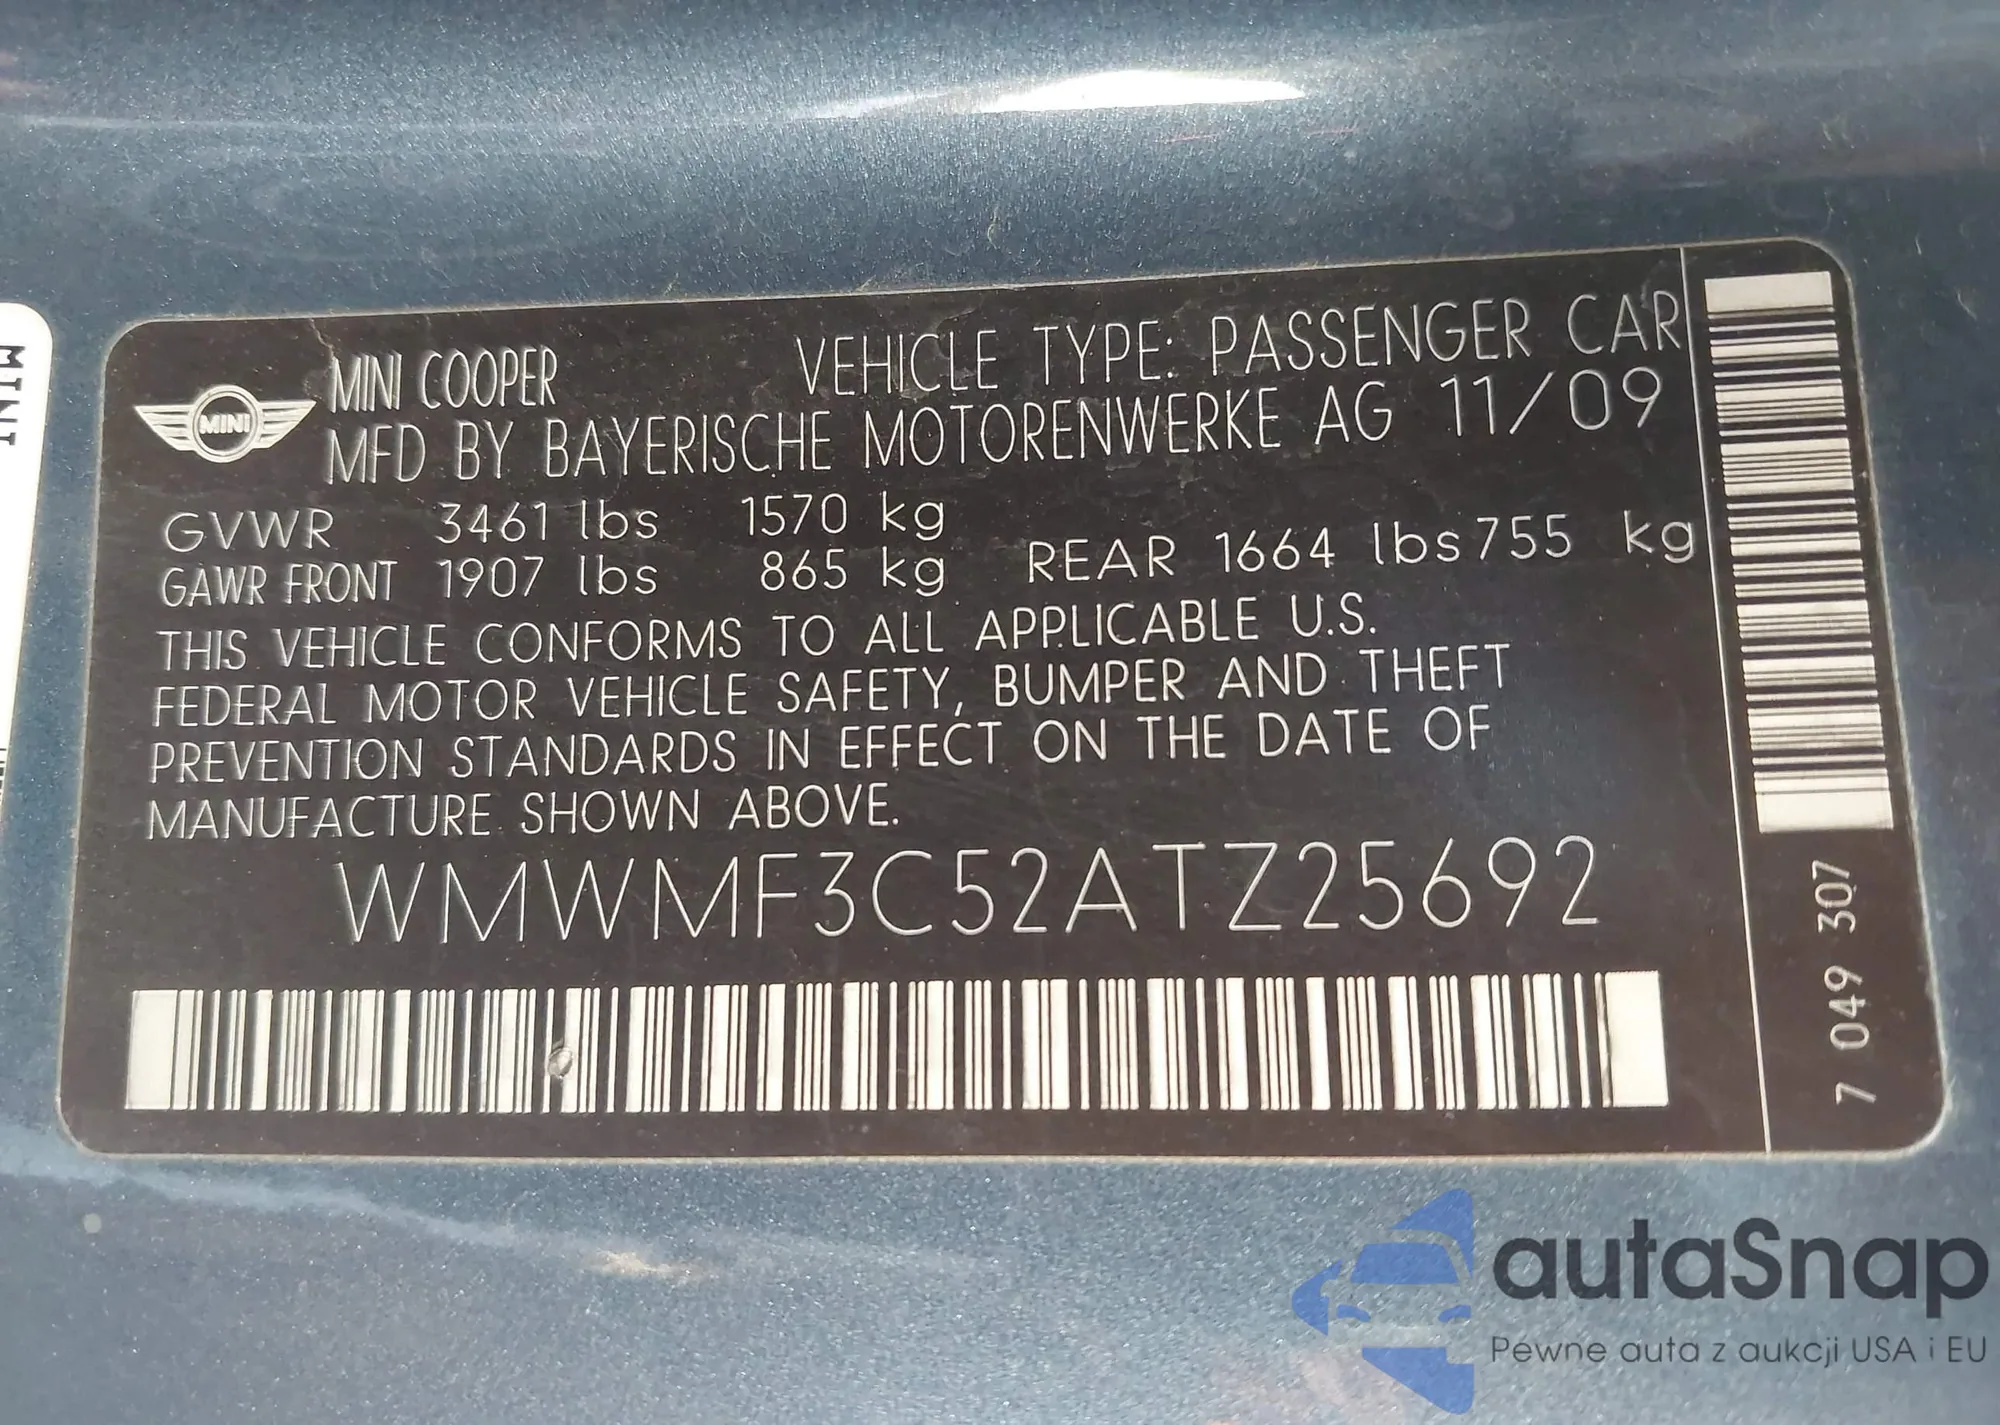 MINI
MINI COOPER VEHICLE TYPE: PASSENGER CAR
MINI
MFD BY BAYERISCHE MOTORENWERKE AG 11/09
GVWR 3461 lbs 1570 kg
GAWR FRONT 1907 lbs 865 kg REAR 1664 lbs 755 kg
THIS VEHICLE CONFORMS TO ALL APPLICABLE U.S.
FEDERAL MOTOR VEHICLE SAFETY, BUMPER AND THEFT
PREVENTION STANDARDS IN EFFECT ON THE DATE OF
MANUFACTURE SHOWN ABOVE.
WMWMF3C52ATZ25692
7 049 307
autaSnap
Pewne auta z aukcji USA i EU